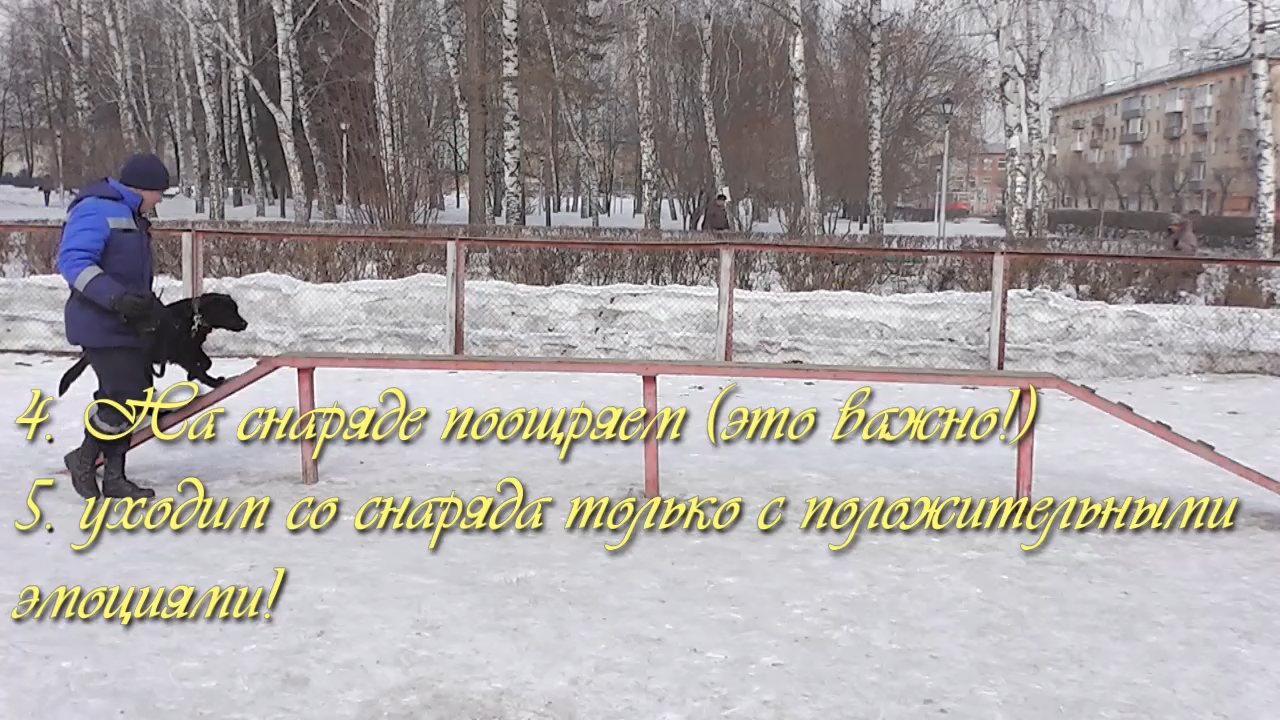 4. На снаряде поощряем (это важно!)
5. уходим со снаряда только с положительными
эмоциями!